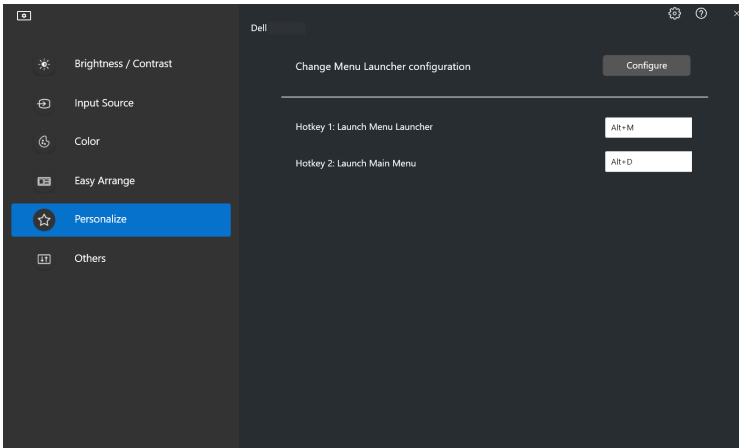 Dell
Brightness / Contrast
Input Source
Color
Easy Arrange
Personalize
Others
Change Menu Launcher configuration
Configure
Hotkey 1: Launch Menu Launcher
Alt+M
Hotkey 2: Launch Main Menu
Alt+D